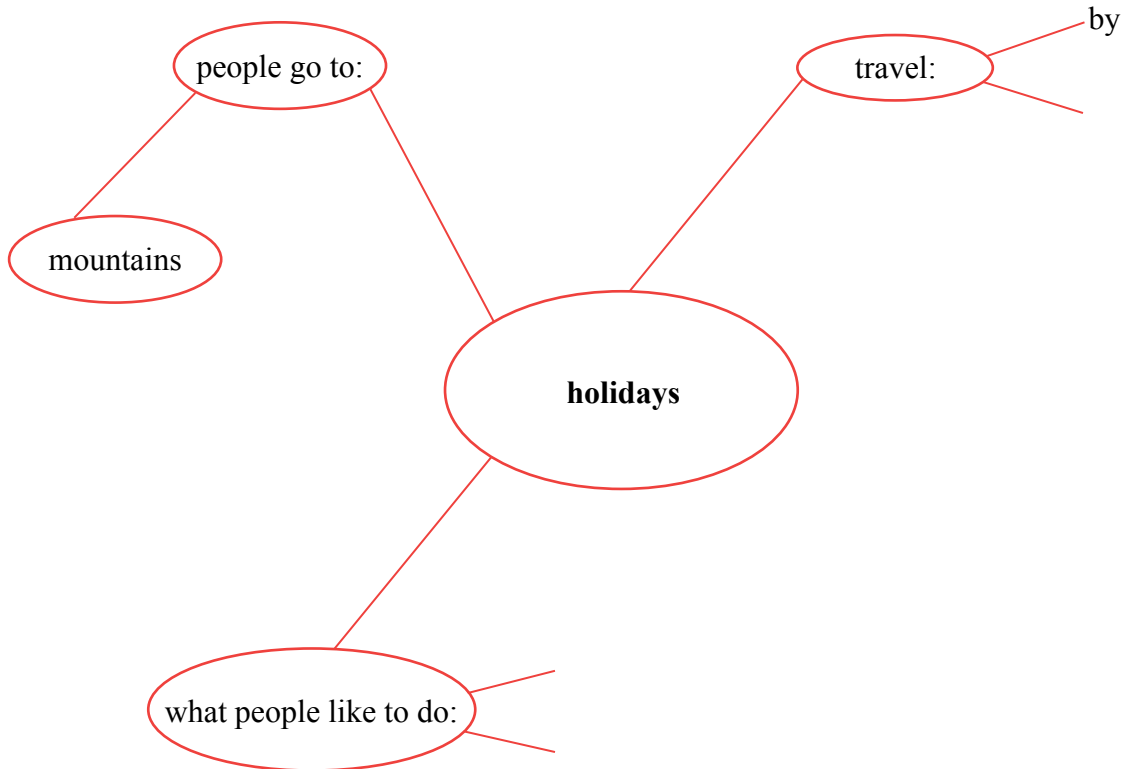 people go to:
travel:
by
mountains
holidays
what people like to do: